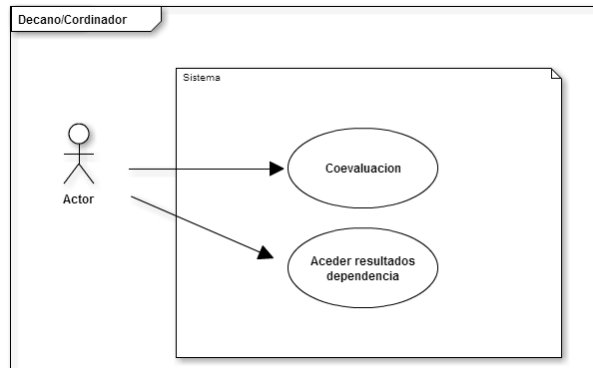 Decano/Cordinador
Sistema
Coevaluacion
Actor
Aceder resultados
dependencia